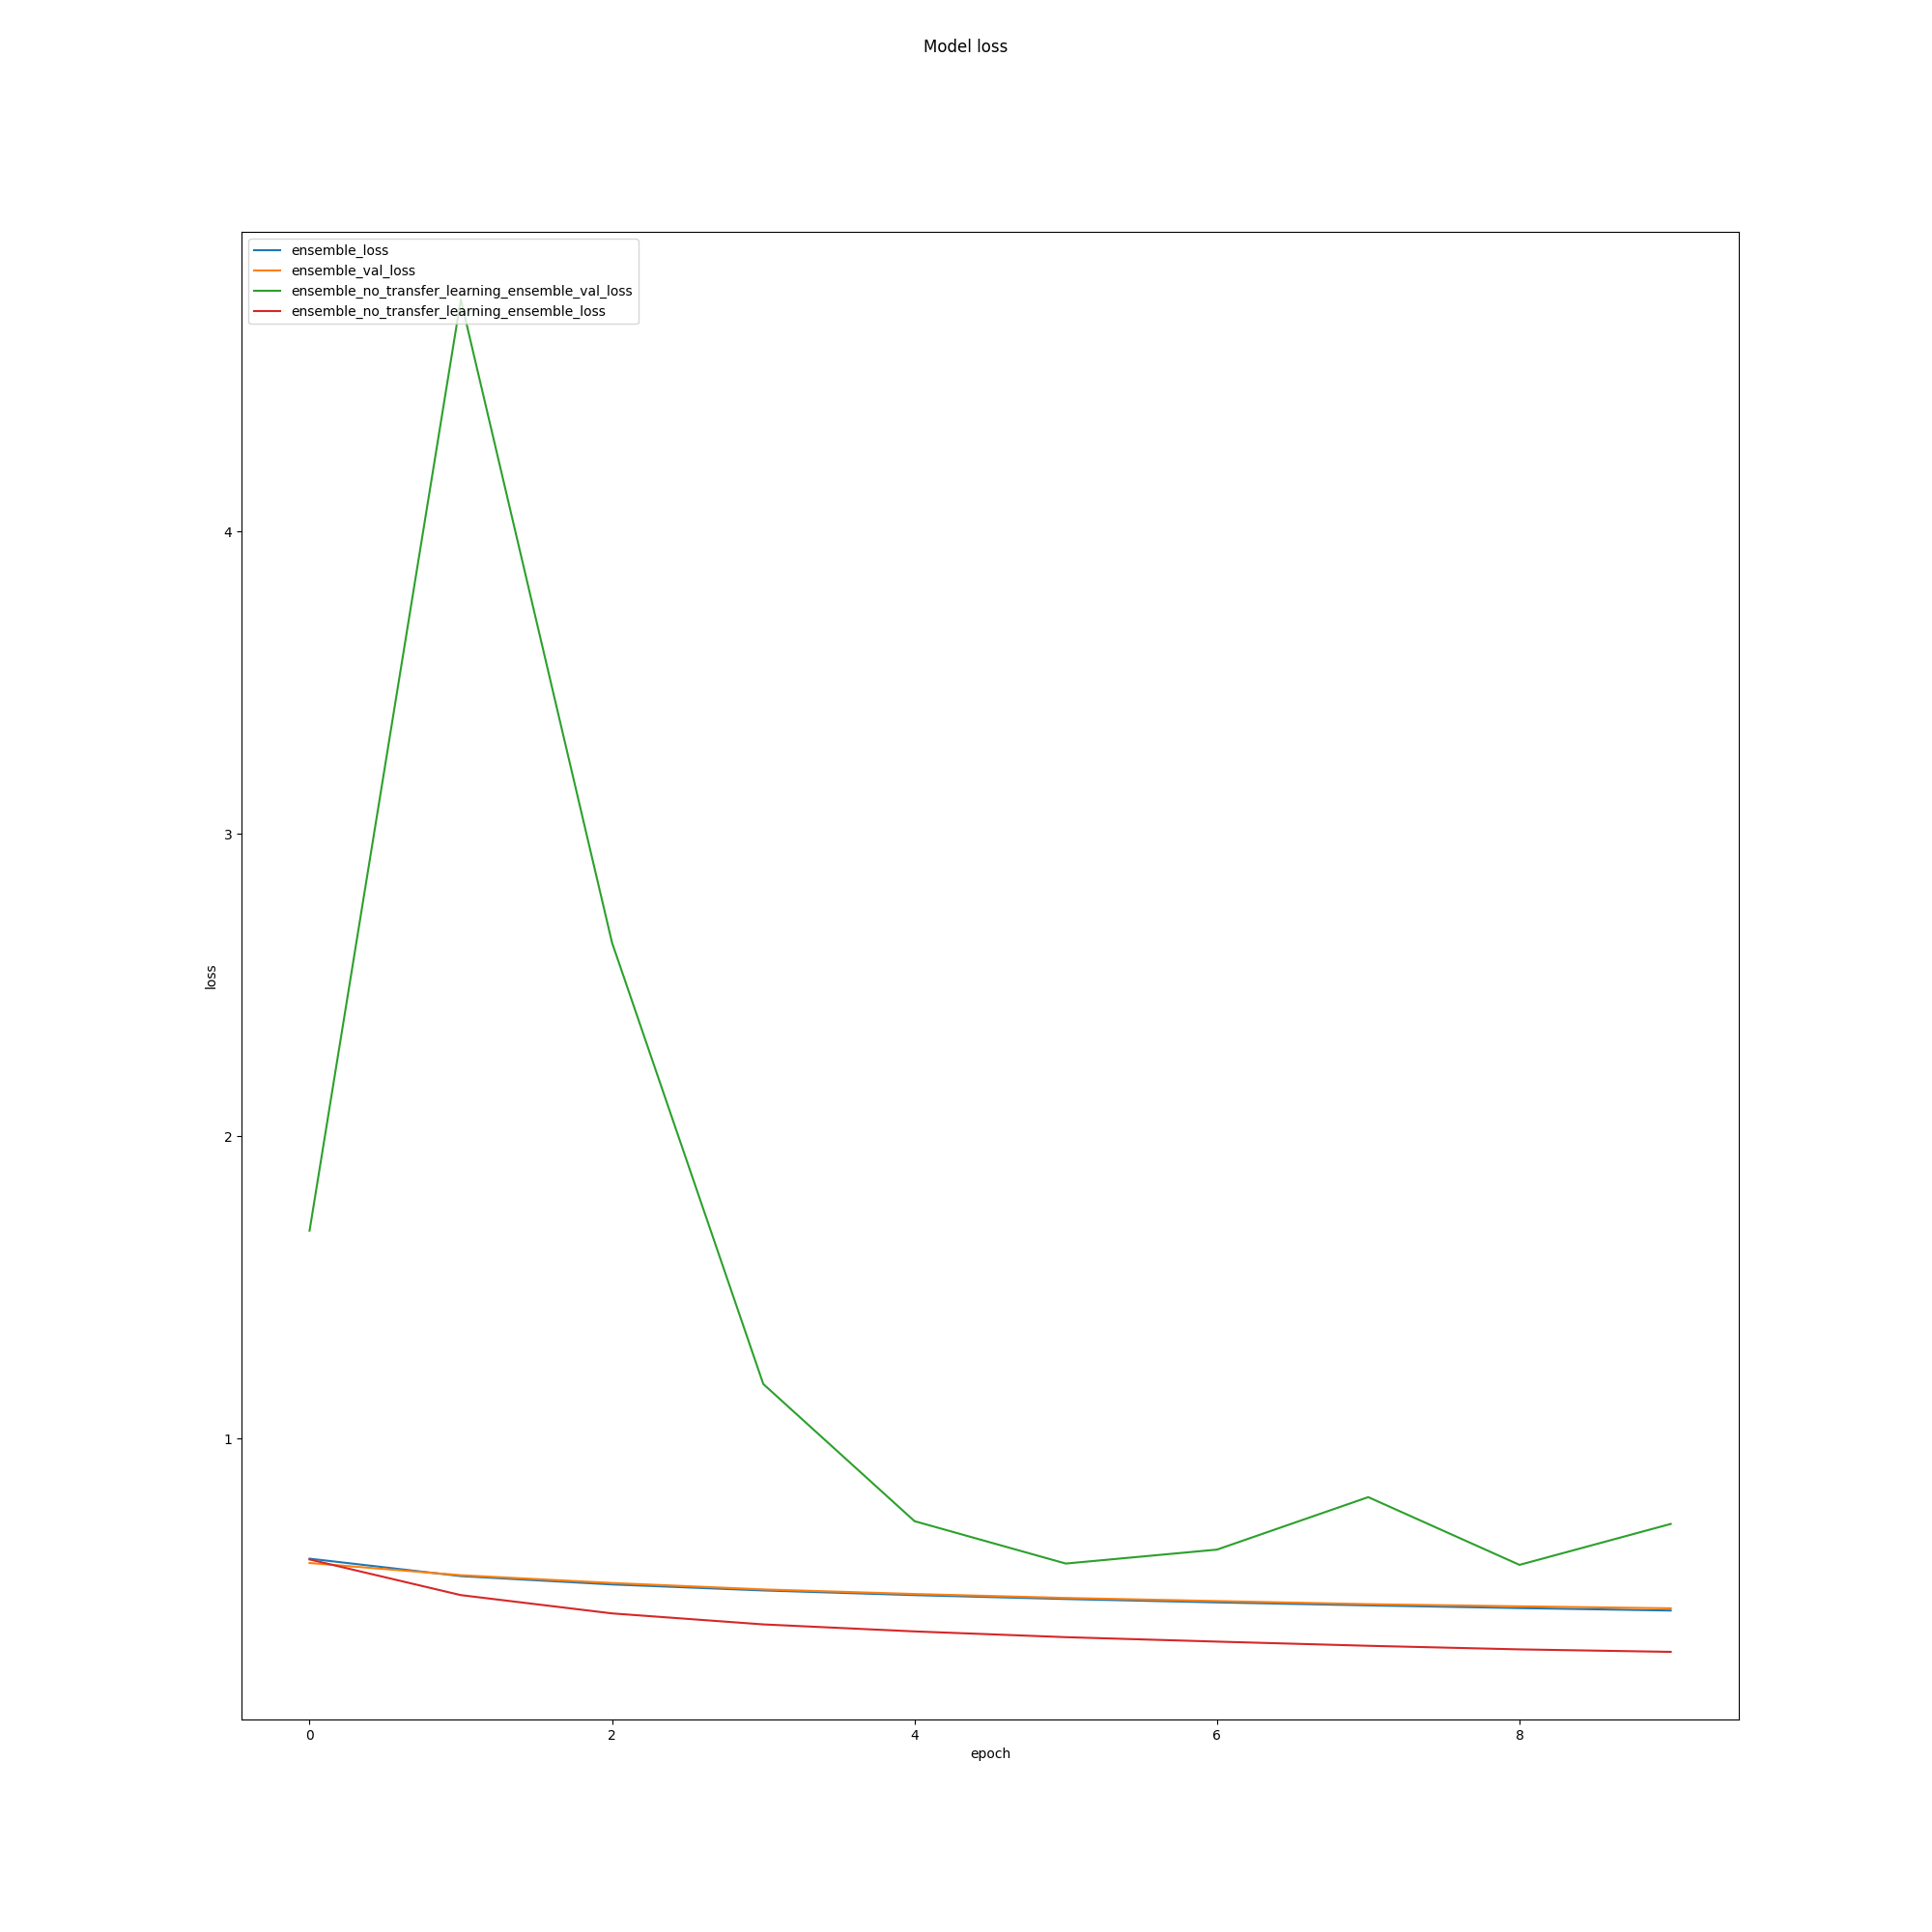 Model loss
ensemble_loss
ensemble_val_loss
ensemble_no_transfer_learning_ensemble_val_loss
ensemble_no_transfer_learning_ensemble_loss
4
3
loss
2
1
0 2 4 6 8
epoch